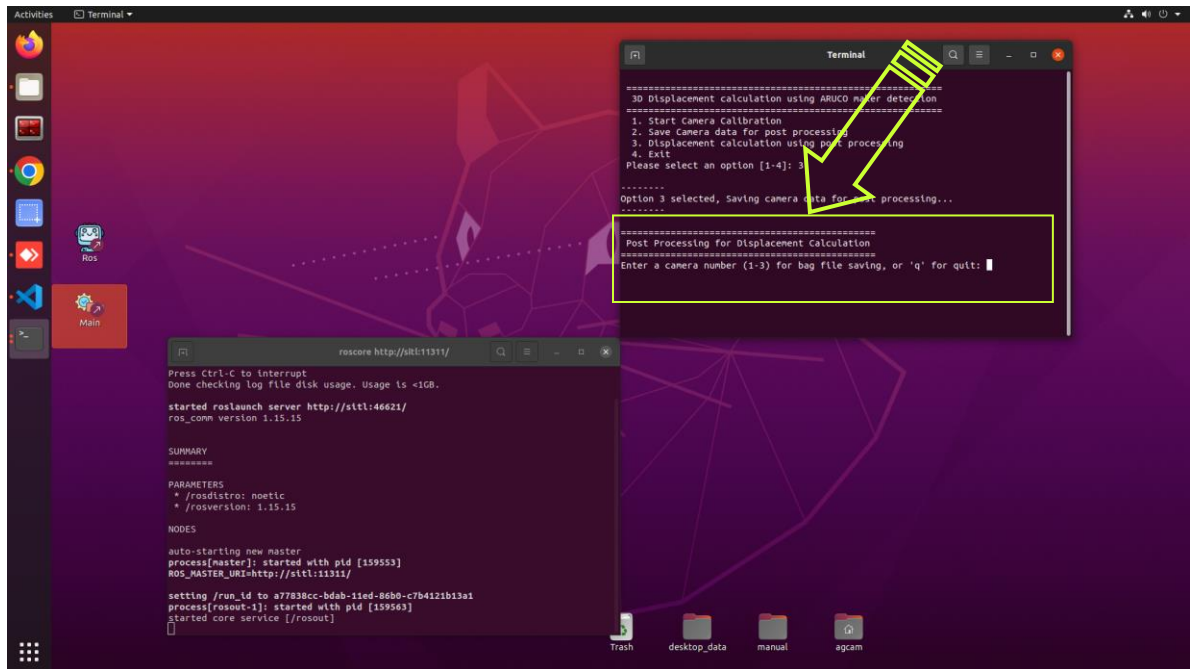 Activities Terminal
Terminal
==========================================================
3D Displacement calculation using ARUCO maker detection
==========================================================
1. Start Camera Calibration
2. Save Camera data for post processing
3. Displacement calculation using post processing
4. Exit
Please select an option [1-4]: 3
--------
Option 3 selected, Saving camera data for post processing...
--------
===============================================
Post Processing for Displacement Calculation
===============================================
Enter a camera number (1-3) for bag file saving, or 'q' for quit:
Ros
Main
roscore http://sitl:11311/
Press Ctrl-C to interrupt
Done checking log file disk usage. Usage is <1GB.
started roslaunch server http://sitl:46621/
ros_comm version 1.15.15
SUMMARY
========
PARAMETERS
* /rosdistro: noetic
* /rosversion: 1.15.15
NODES
auto-starting new master
process[master]: started with pid [159553]
ROS_MASTER_URI=http://sitl:11311/
setting /run_id to a77838cc-bdab-11ed-86b0-c7b4121b13a1
process[rosout-1]: started with pid [159563]
started core service [/rosout]
Trash desktop_data manual agcam